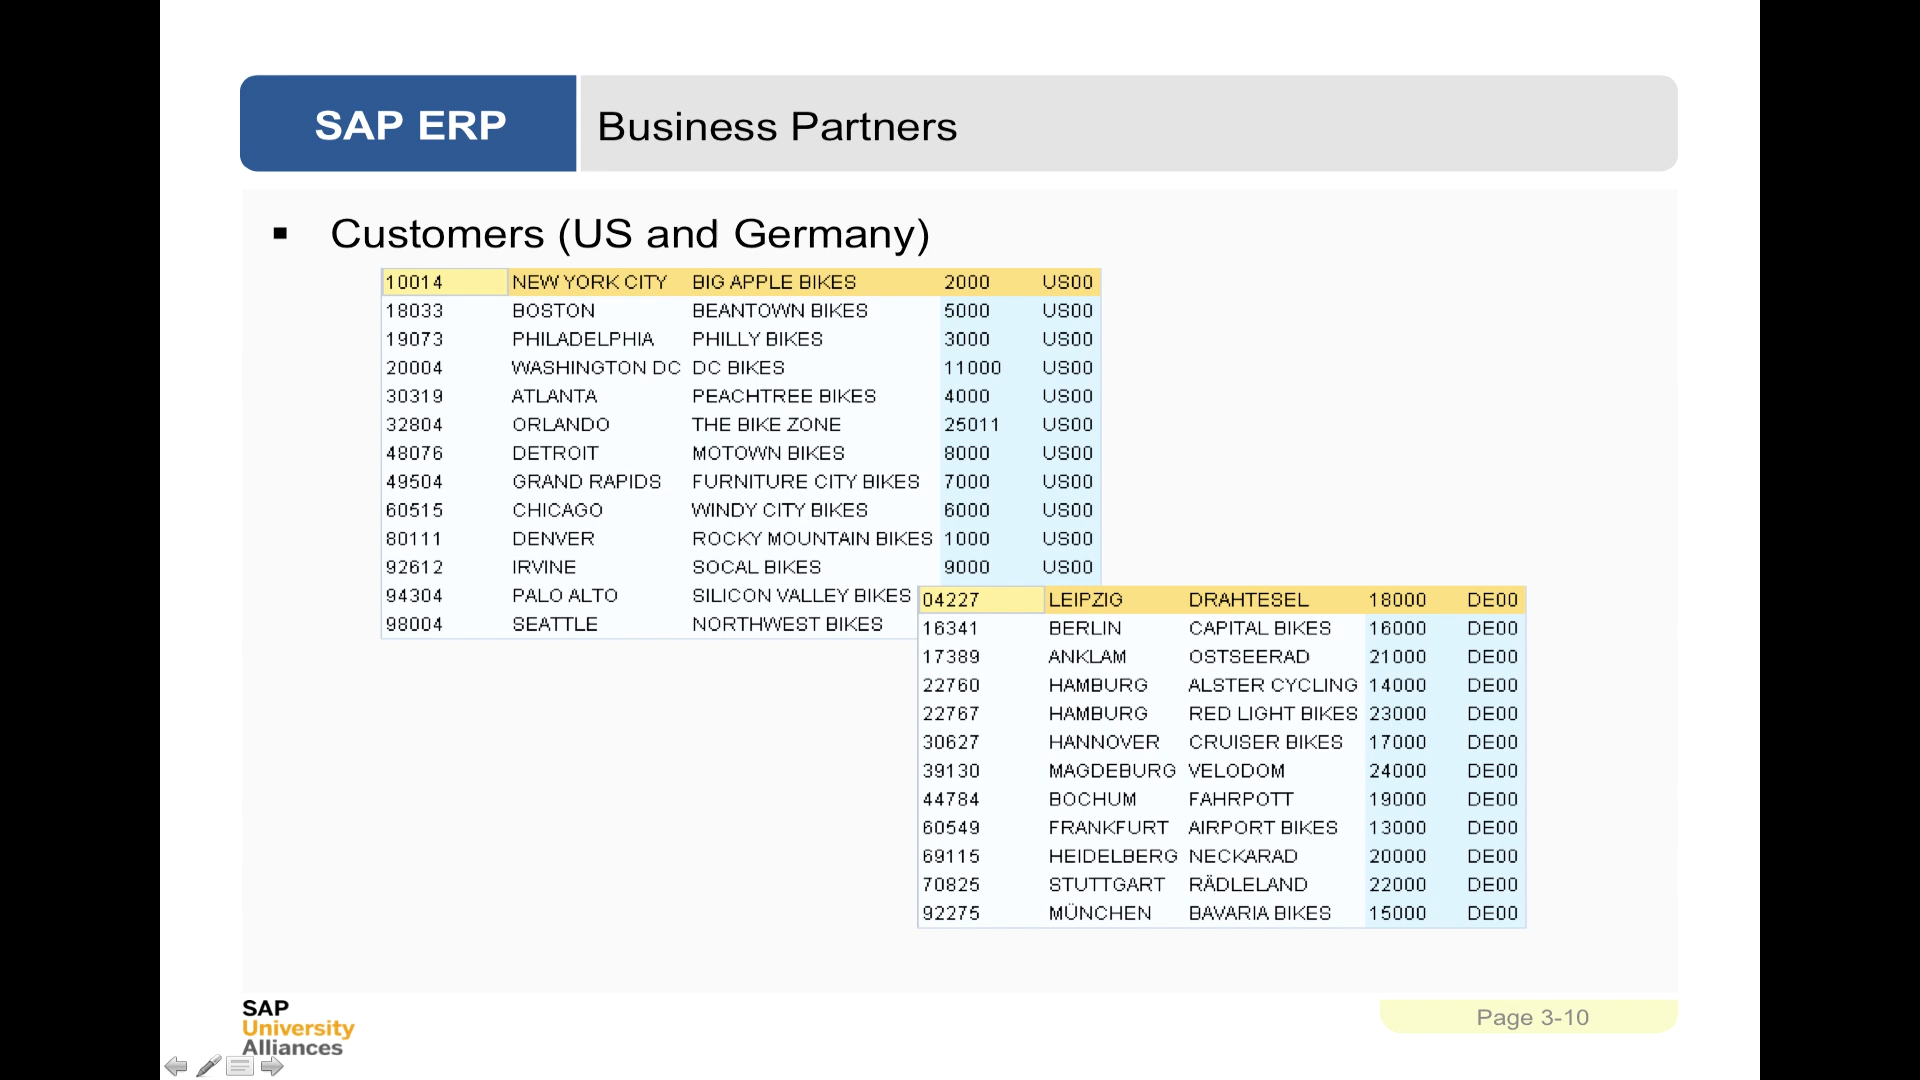 SAP ERP Business Partners
▪ Customers (US and Germany)
10014 NEW YORK CITY BIG APPLE BIKES 2000 US00
18033 BOSTON BEANTOWN BIKES 5000 US00
19073 PHILADELPHIA PHILLY BIKES 3000 US00
20004 WASHINGTON DC DC BIKES 11000 US00
30319 ATLANTA PEACHTREE BIKES 4000 US00
32804 ORLANDO THE BIKE ZONE 25011 US00
48076 DETROIT MOTOWN BIKES 8000 US00
49504 GRAND RAPIDS FURNITURE CITY BIKES 7000 US00
60515 CHICAGO WINDY CITY BIKES 6000 US00
80111 DENVER ROCKY MOUNTAIN BIKES 1000 US00
92612 IRVINE SOCAL BIKES 9000 US00
94304 PALO ALTO SILICON VALLEY BIKES
98004 SEATTLE NORTHWEST BIKES
04227 LEIPZIG DRAHTESEL 18000 DE00
16341 BERLIN CAPITAL BIKES 16000 DE00
17389 ANKLAM OSTSEERAD 21000 DE00
22760 HAMBURG ALSTER CYCLING 14000 DE00
22767 HAMBURG RED LIGHT BIKES 23000 DE00
30627 HANNOVER CRUISER BIKES 17000 DE00
39130 MAGDEBURG VELODOM 24000 DE00
44784 BOCHUM FAHRPOTT 19000 DE00
60549 FRANKFURT AIRPORT BIKES 13000 DE00
69115 HEIDELBERG NECKARAD 20000 DE00
70825 STUTTGART RÄDLELAND 22000 DE00
92275 MÜNCHEN BAVARIA BIKES 15000 DE00
SAP
University
Alliances
Page 3-10